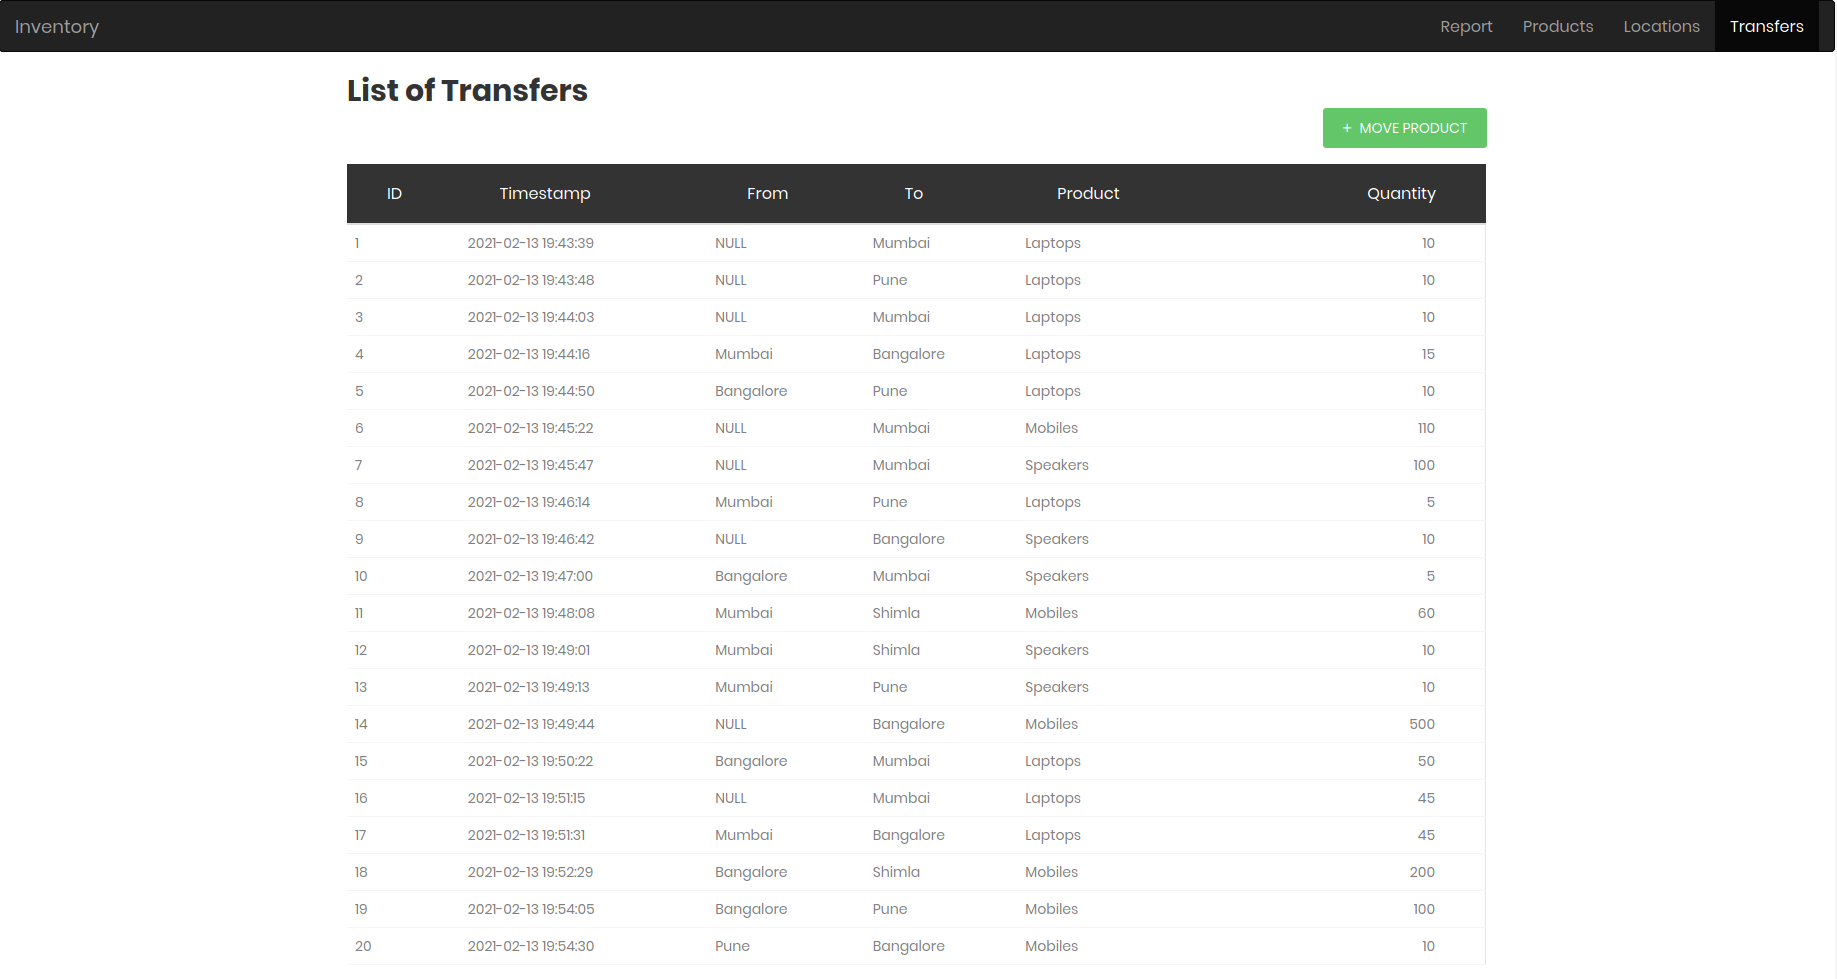 Inventory Report Products Locations Transfers
List of Transfers
+ MOVE PRODUCT
ID Timestamp From To Product Quantity
1 2021-02-13 19:43:39 NULL Mumbai Laptops 10
2 2021-02-13 19:43:48 NULL Pune Laptops 10
3 2021-02-13 19:44:03 NULL Mumbai Laptops 10
4 2021-02-13 19:44:16 Mumbai Bangalore Laptops 15
5 2021-02-13 19:44:50 Bangalore Pune Laptops 10
6 2021-02-13 19:45:22 NULL Mumbai Mobiles 110
7 2021-02-13 19:45:47 NULL Mumbai Speakers 100
8 2021-02-13 19:46:14 Mumbai Pune Laptops 5
9 2021-02-13 19:46:42 NULL Bangalore Speakers 10
10 2021-02-13 19:47:00 Bangalore Mumbai Speakers 5
11 2021-02-13 19:48:08 Mumbai Shimla Mobiles 60
12 2021-02-13 19:49:01 Mumbai Shimla Speakers 10
13 2021-02-13 19:49:13 Mumbai Pune Speakers 10
14 2021-02-13 19:49:44 NULL Bangalore Mobiles 500
15 2021-02-13 19:50:22 Bangalore Mumbai Laptops 50
16 2021-02-13 19:51:15 NULL Mumbai Laptops 45
17 2021-02-13 19:51:31 Mumbai Bangalore Laptops 45
18 2021-02-13 19:52:29 Bangalore Shimla Mobiles 200
19 2021-02-13 19:54:05 Bangalore Pune Mobiles 100
20 2021-02-13 19:54:30 Pune Bangalore Mobiles 10